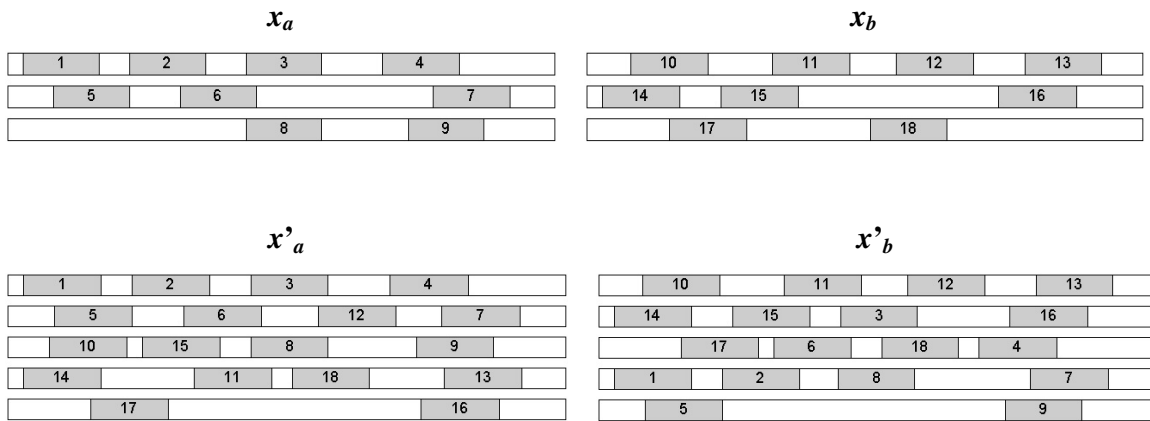 x_a
1 2 3 4
5 6 7
8 9
x_b
10 11 12 13
14 15 16
17 18
x’_a
1 2 3 4
5 6 12 7
10 15 8 9
14 11 18 13
17 16
x’_b
10 11 12 13
14 15 3 16
17 6 18 4
1 2 8 7
5 9